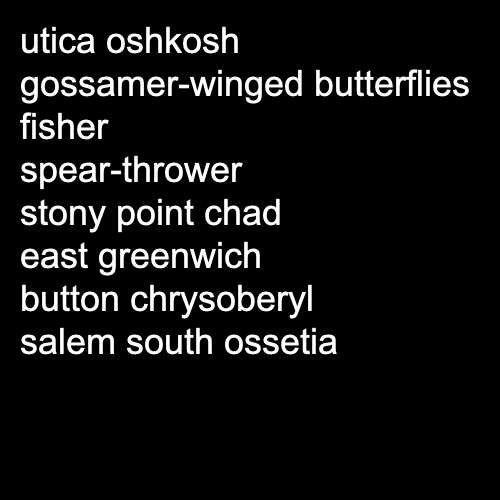 utica oshkosh
gossamer-winged butterflies
fisher
spear-thrower
stony point chad
east greenwich
button chrysoberyl
salem south ossetia